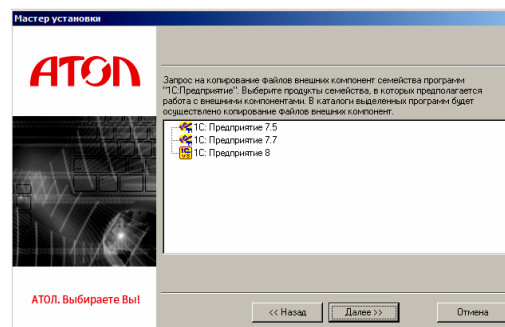 Мастер установки
АТОЛ
Запрос на копирование файлов внешних компонент семейства программ
"1С:Предприятие". Выберите продукты семейства, в которых предполагается
работа с внешними компонентами. В каталоги выделенных программ будет
осуществлено копирование файлов внешних компонент.
1С: Предприятие 7.5
1С: Предприятие 7.7
1С: Предприятие 8
АТОЛ. Выбираете Вы!
<< Назад
Далее >>
Отмена